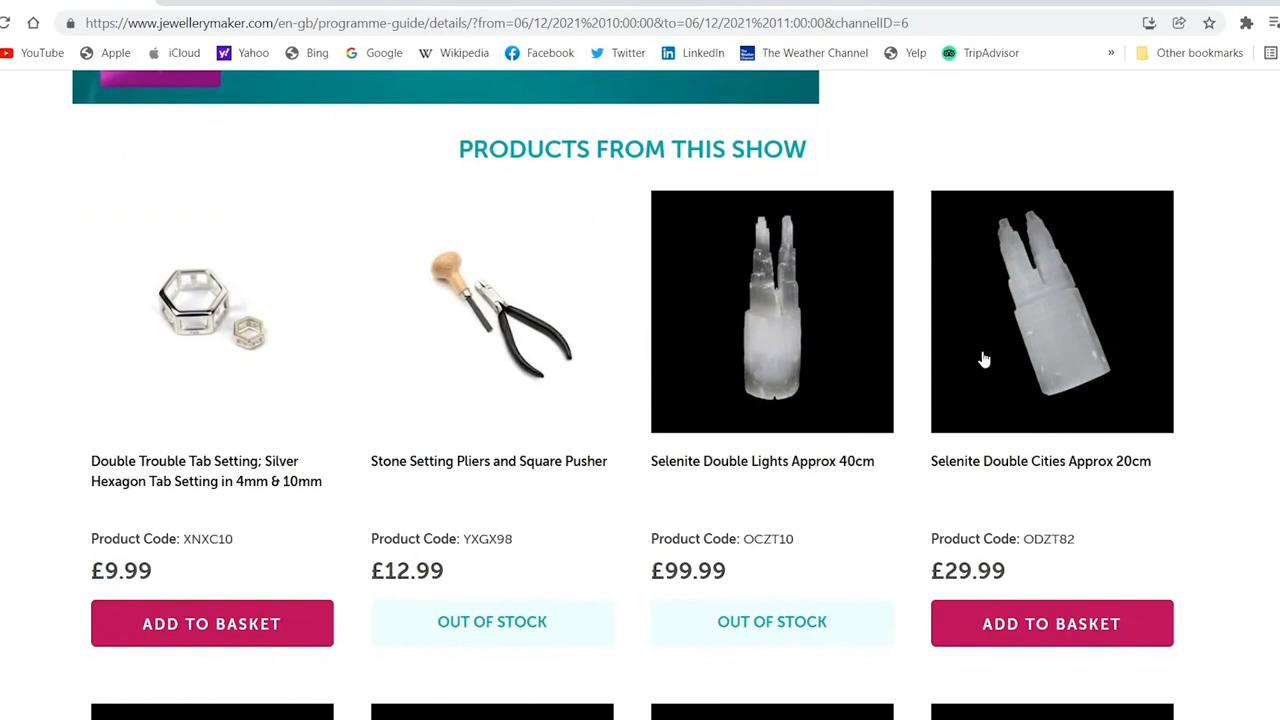 https://www.jewellerymaker.com/en-gb/programme-guide/details/?from=06/12/2021%2010:00:00&to=06/12/2021%2011:00:00&channelID=6
YouTube Apple iCloud Yahoo Bing Google Wikipedia Facebook Twitter LinkedIn The Weather Channel Yelp TripAdvisor » Other bookmarks
PRODUCTS FROM THIS SHOW
Double Trouble Tab Setting; Silver
Hexagon Tab Setting in 4mm & 10mm
Product Code: XNXC10
£9.99
ADD TO BASKET
Stone Setting Pliers and Square Pusher
Product Code: YXGX98
£12.99
OUT OF STOCK
Selenite Double Lights Approx 40cm
Product Code: OCZT10
£99.99
OUT OF STOCK
Selenite Double Cities Approx 20cm
Product Code: ODZT82
£29.99
ADD TO BASKET